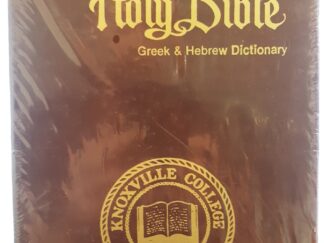 Holy Bible
Greek & Hebrew Dictionary
KNOXVILLE COLLEGE